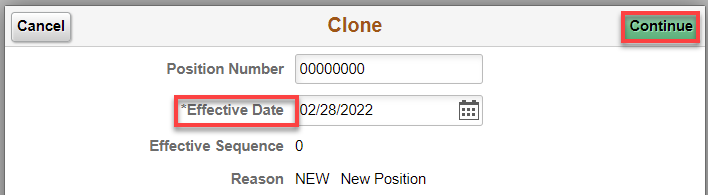 Cancel Clone Continue
Position Number 00000000
*Effective Date 02/28/2022
Effective Sequence 0
Reason NEW New Position